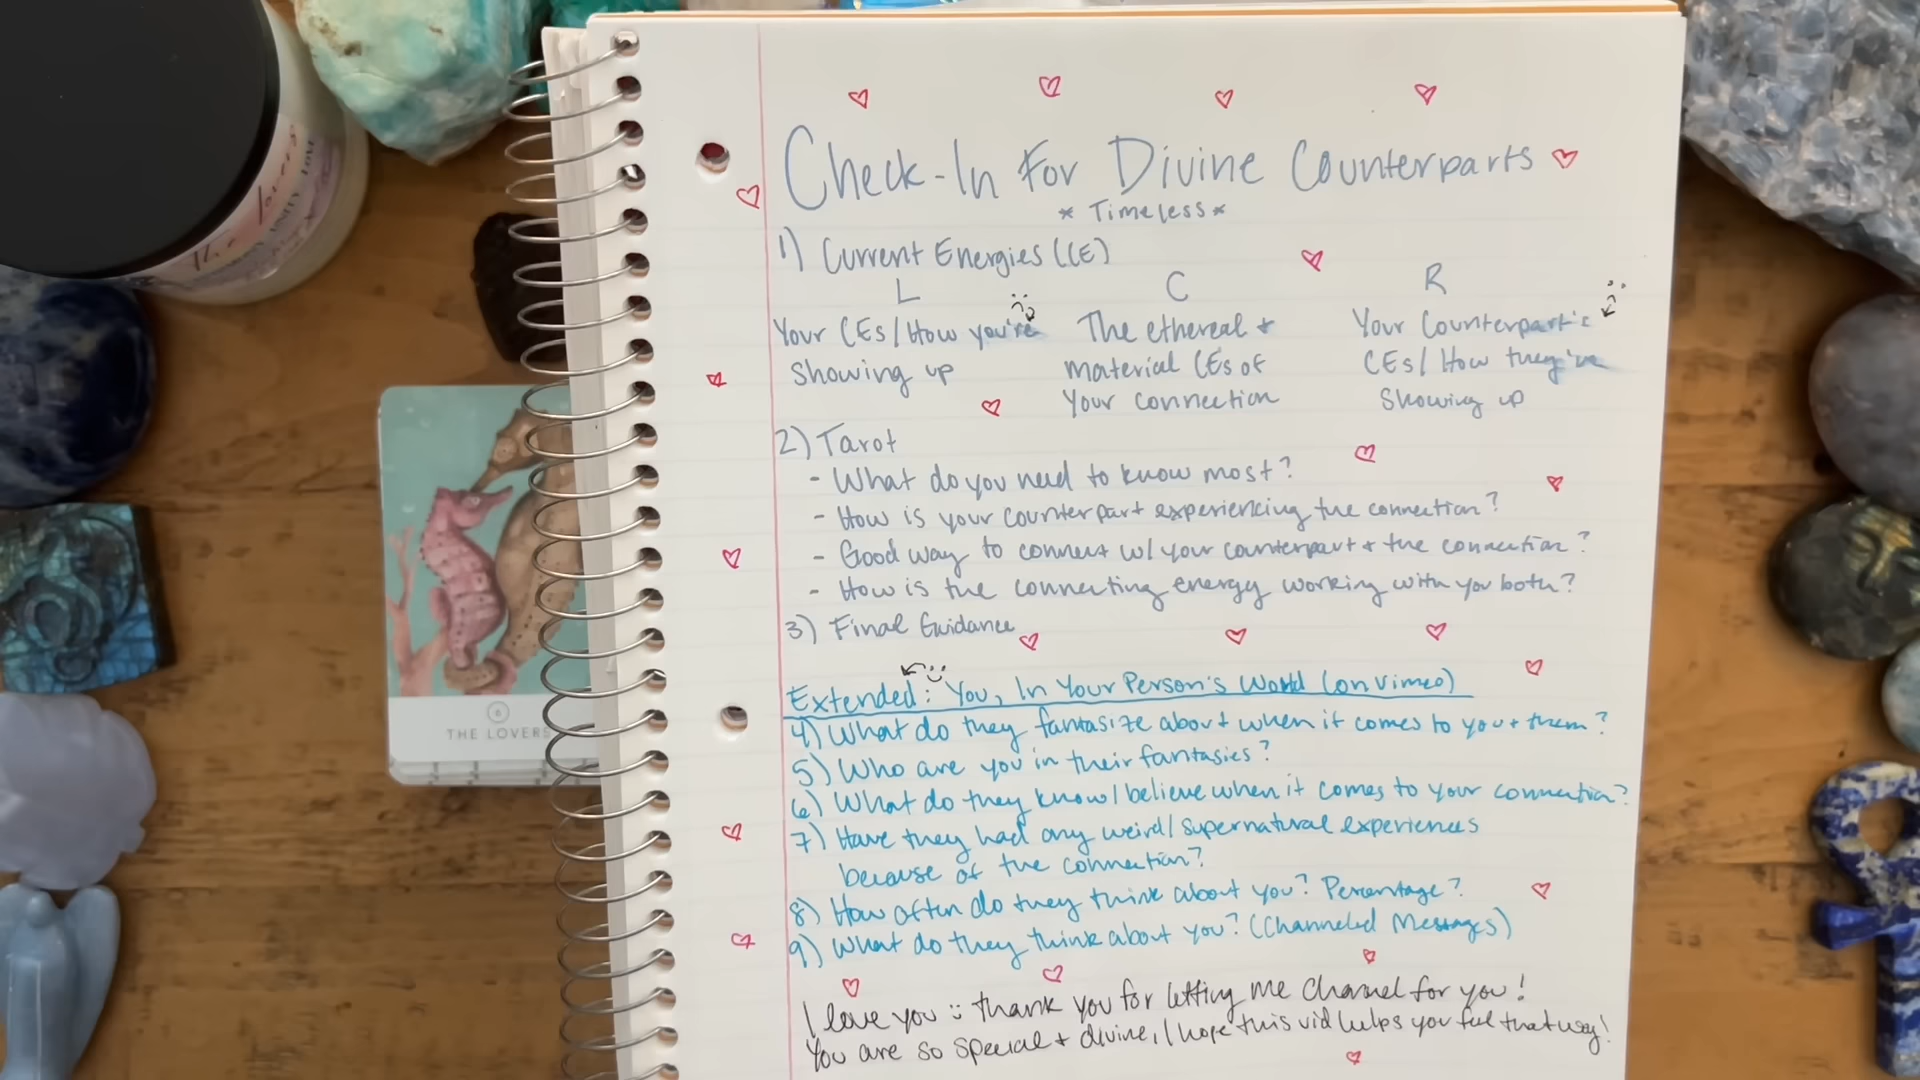 Check-In For Divine Counterparts
* Timeless *
1) Current Energies (CE)
L C R
Your CEs/How you're
showing up
The ethereal +
material CEs of
Your connection
Your Counterpart's
CEs/ How they're
showing up
2) Tarot
- What do you need to know most?
- How is your counterpart experiencing the connection?
- Good way to connect w/ your counterpart + the connection?
- How is the connecting energy working with you both?
3) Final Guidance
Extended: You, In Your Person's World (on Vimeo)
4) What do they fantasize about when it comes to you + them?
5) Who are you in their fantasies?
6) What do they know/believe when it comes to your connection?
7) Have they had any weird/supernatural experiences
because of the connection?
8) How often do they think about you? Percentage?
9) What do they think about you? (Channeled Messages)
I love you :) thank you for letting me channel for you!
You are so special + divine, I hope this vid helps you feel that way!
the lovers
6
THE LOVERS